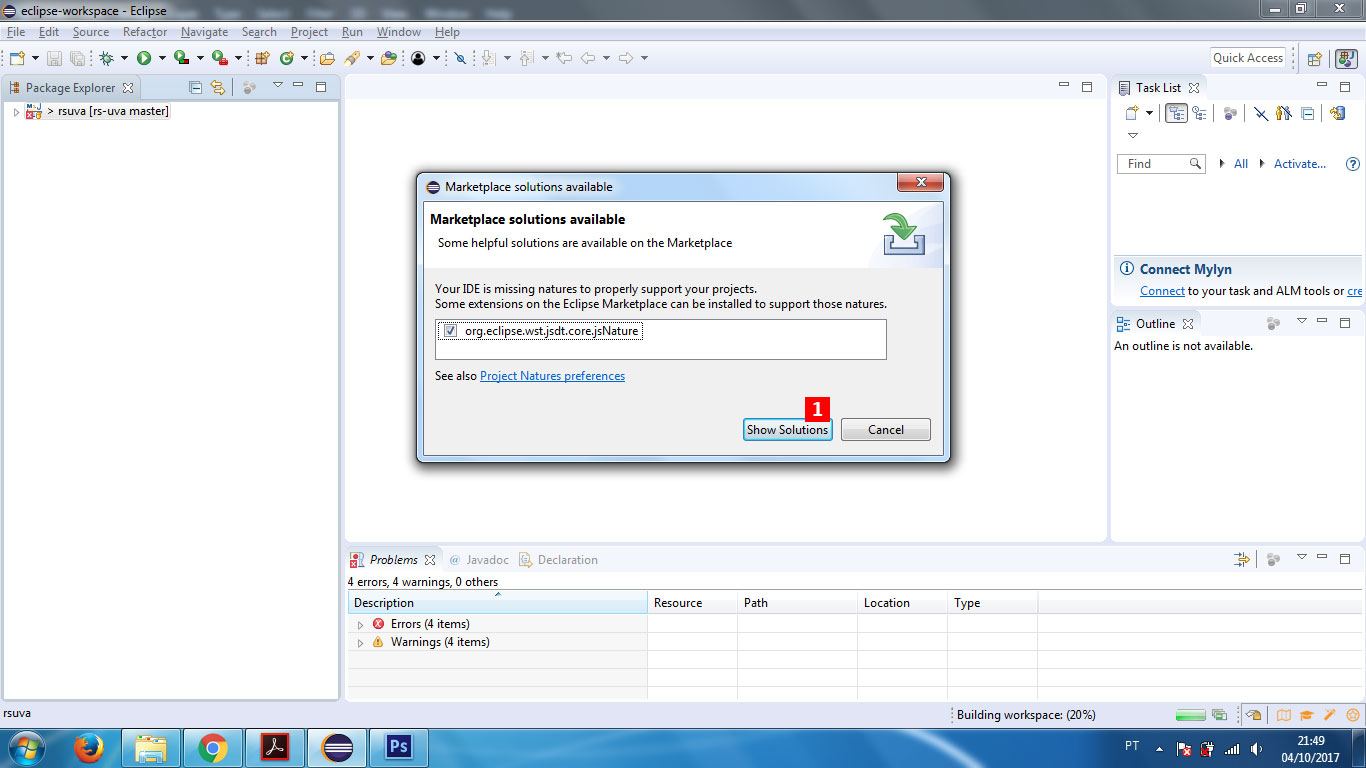 eclipse-workspace - Eclipse
File Edit Source Refactor Navigate Search Project Run Window Help
Quick Access
Package Explorer
> rsuva [rs-uva master]
Task List
Find
All
Activate...
Connect Mylyn
Connect to your task and ALM tools or cre
Outline
An outline is not available.
Marketplace solutions available
Marketplace solutions available
Some helpful solutions are available on the Marketplace
Your IDE is missing natures to properly support your projects.
Some extensions on the Eclipse Marketplace can be installed to support those natures.
org.eclipse.wst.jsdt.core.jsNature
See also Project Natures preferences
1
Show Solutions Cancel
Problems @ Javadoc Declaration
4 errors, 4 warnings, 0 others
Description Resource Path Location Type
Errors (4 items)
Warnings (4 items)
rsuva
Building workspace: (20%)
Ps
PT
21:49
04/10/2017